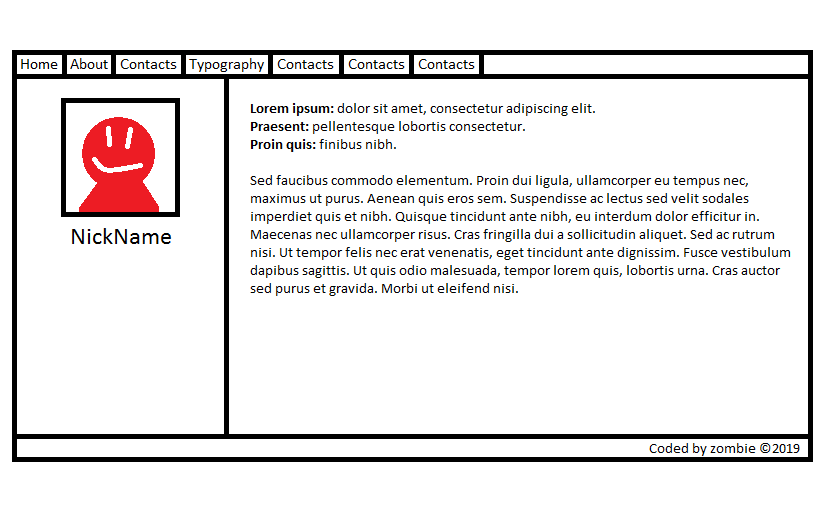 Home About Contacts Typography Contacts Contacts Contacts
NickName
Lorem ipsum: dolor sit amet, consectetur adipiscing elit.
Praesent: pellentesque lobortis consectetur.
Proin quis: finibus nibh.
Sed faucibus commodo elementum. Proin dui ligula, ullamcorper eu tempus nec,
maximus ut purus. Aenean quis eros sem. Suspendisse ac lectus sed velit sodales
imperdiet quis et nibh. Quisque tincidunt ante nibh, eu interdum dolor efficitur in.
Maecenas nec ullamcorper risus. Cras fringilla dui a sollicitudin aliquet. Sed ac rutrum
nisi. Ut tempor felis nec erat venenatis, eget tincidunt ante dignissim. Fusce vestibulum
dapibus sagittis. Ut quis odio malesuada, tempor lorem quis, lobortis urna. Cras auctor
sed purus et gravida. Morbi ut eleifend nisi.
Coded by zombie ©2019